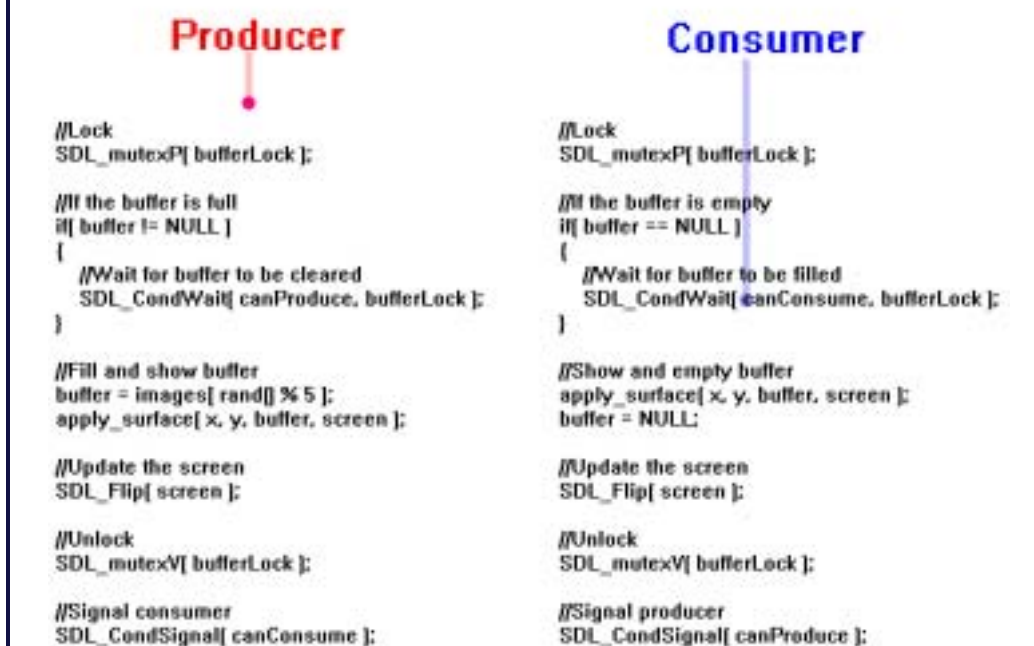 Producer
//Lock
SDL_mutexP( bufferLock );
//If the buffer is full
if( buffer != NULL )
{
//Wait for buffer to be cleared
SDL_CondWait( canProduce, bufferLock );
}
//Fill and show buffer
buffer = images[ rand() % 5 ];
apply_surface( x, y, buffer, screen );
//Update the screen
SDL_Flip( screen );
//Unlock
SDL_mutexV( bufferLock );
//Signal consumer
SDL_CondSignal( canConsume );
Consumer
//Lock
SDL_mutexP( bufferLock );
//If the buffer is empty
if( buffer == NULL )
{
//Wait for buffer to be filled
SDL_CondWait( canConsume, bufferLock );
}
//Show and empty buffer
apply_surface( x, y, buffer, screen );
buffer = NULL;
//Update the screen
SDL_Flip( screen );
//Unlock
SDL_mutexV( bufferLock );
//Signal producer
SDL_CondSignal( canProduce );